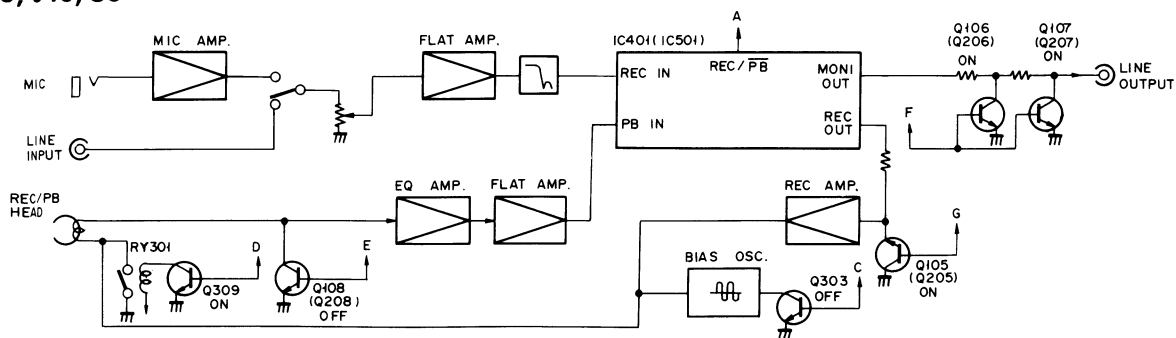 MIC AMP.
FLAT AMP.
IC401(IC501)
A
Q106
(Q206)
ON
Q107
(Q207)
ON
MIC
REC IN
REC/PB
MONI
OUT
LINE
OUTPUT
LINE
INPUT
PB IN
REC
OUT
F
REC/PB
HEAD
EQ AMP.
FLAT AMP.
REC AMP.
RY301
D
E
G
Q309
ON
Q108
(Q208)
OFF
BIAS OSC.
Q303
OFF
C
Q105
(Q205)
ON